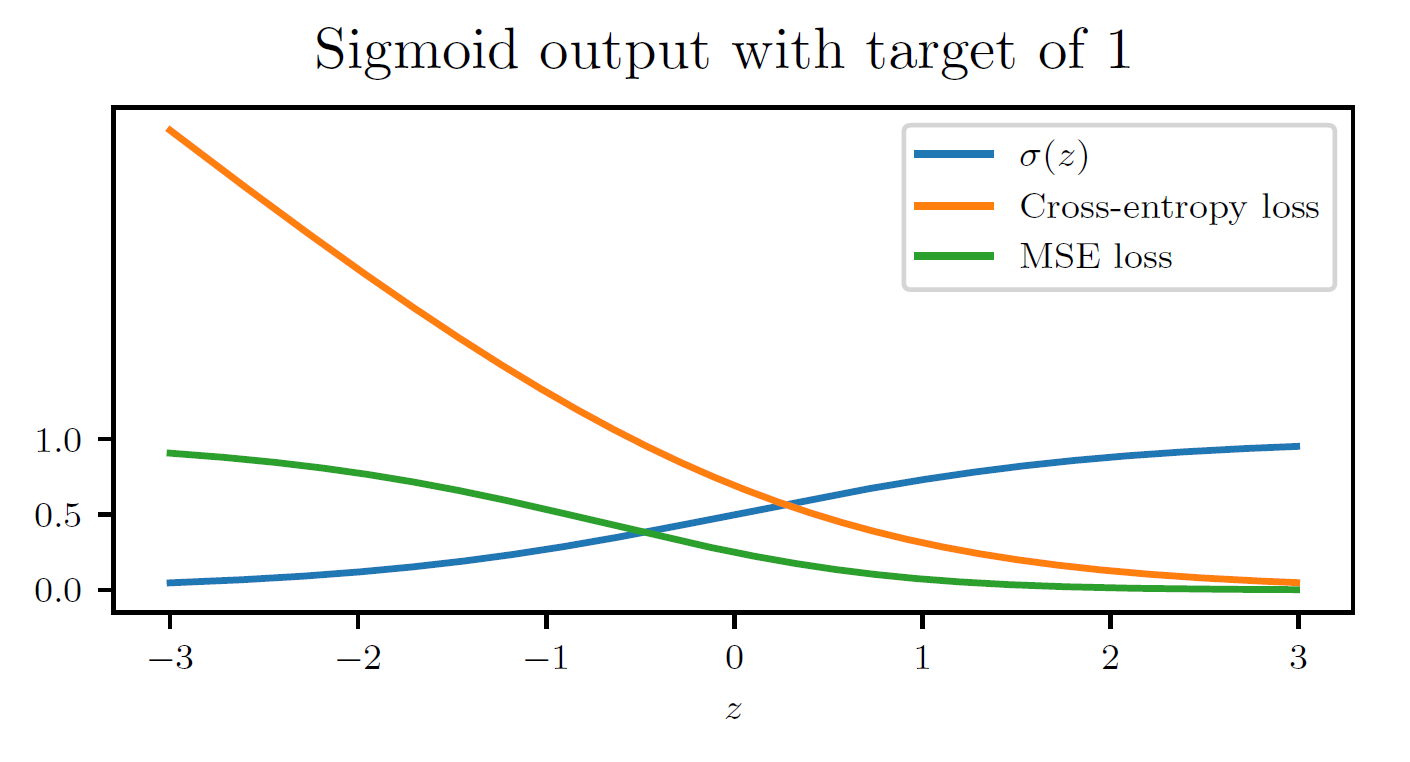 Sigmoid output with target of 1
σ(z)
Cross-entropy loss
MSE loss
1.0
0.5
0.0
−3 −2 −1 0 1 2 3
z